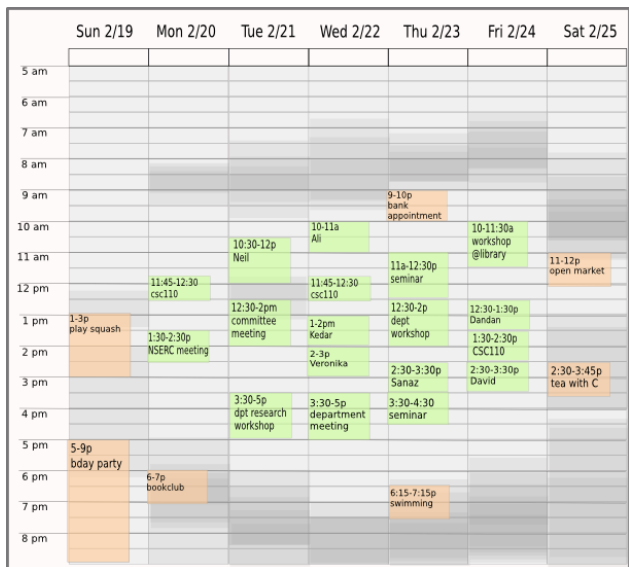 Sun 2/19 Mon 2/20 Tue 2/21 Wed 2/22 Thu 2/23 Fri 2/24 Sat 2/25
5 am
6 am
7 am
8 am
9 am
10 am
11 am
12 pm
1 pm
2 pm
3 pm
4 pm
5 pm
6 pm
7 pm
8 pm
1-3p
play squash
5-9p
bday party
11:45-12:30
csc110
1:30-2:30p
NSERC meeting
6-7p
bookclub
10:30-12p
Neil
12:30-2pm
committee
meeting
3:30-5p
dpt research
workshop
10-11a
Ali
11:45-12:30
csc110
1-2pm
Kedar
2-3p
Veronika
3:30-5p
department
meeting
9-10p
bank
appointment
11a-12:30p
seminar
12:30-2p
dept
workshop
2:30-3:30p
Sanaz
3:30-4:30
seminar
6:15-7:15p
swimming
10-11:30a
workshop
@library
12:30-1:30p
Dandan
1:30-2:30p
CSC110
2:30-3:30p
David
11-12p
open market
2:30-3:45p
tea with C